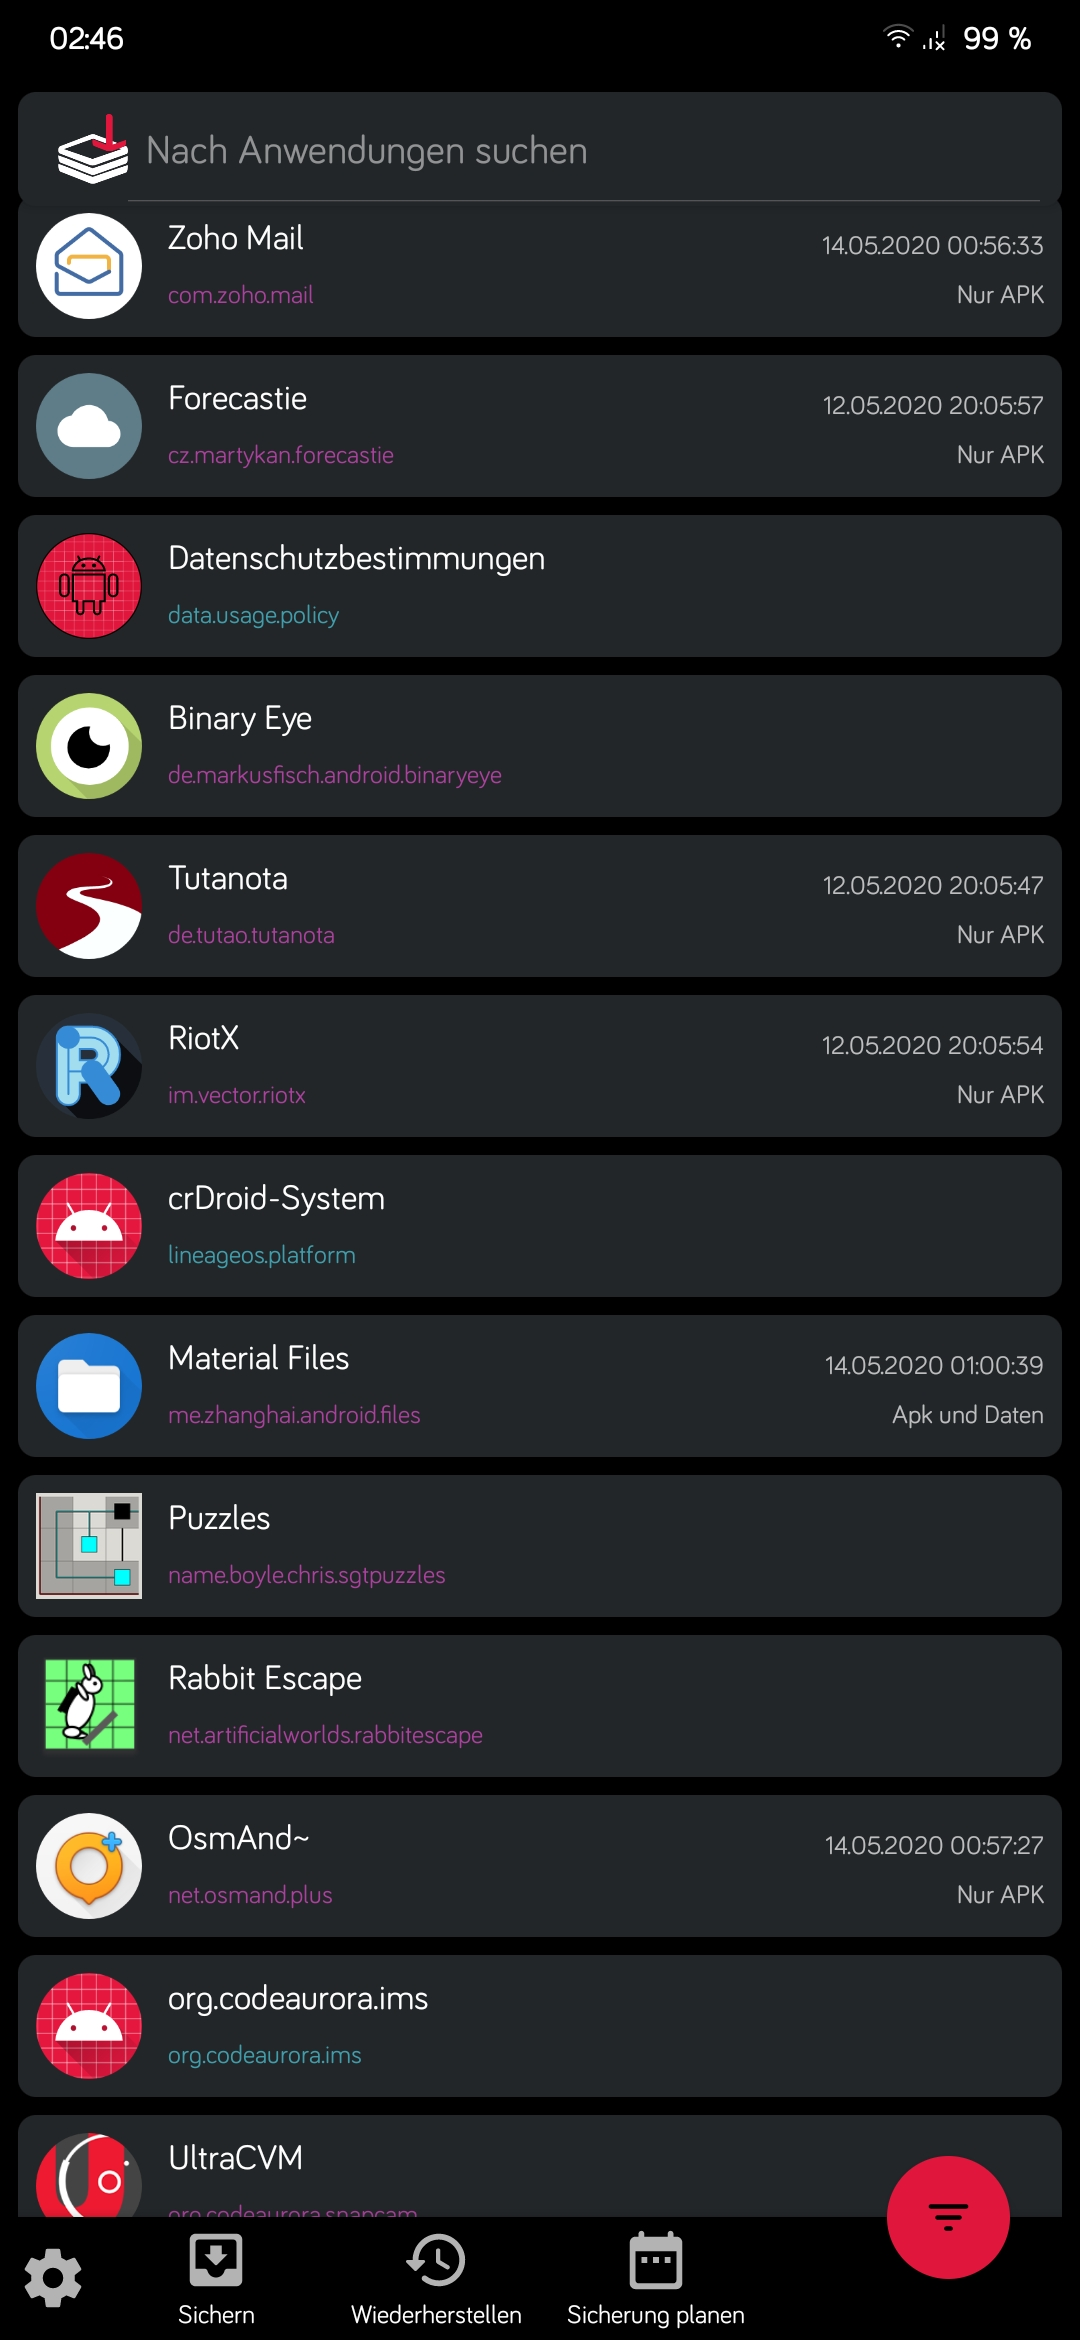 02:46
99 %
Nach Anwendungen suchen
Zoho Mail
14.05.2020 00:56:33
com.zoho.mail
Nur APK
Forecastie
12.05.2020 20:05:57
cz.martykan.forecastie
Nur APK
Datenschutzbestimmungen
data.usage.policy
Binary Eye
de.markusfisch.android.binaryeye
Tutanota
12.05.2020 20:05:47
de.tutao.tutanota
Nur APK
RiotX
12.05.2020 20:05:54
im.vector.riotx
Nur APK
crDroid-System
lineageos.platform
Material Files
14.05.2020 01:00:39
me.zhanghai.android.files
Apk und Daten
Puzzles
name.boyle.chris.sgtpuzzles
Rabbit Escape
net.artificialworlds.rabbitescape
OsmAnd~
14.05.2020 00:57:27
net.osmand.plus
Nur APK
org.codeaurora.ims
org.codeaurora.ims
UltraCVM
org.codeaurora.snapcam
Sichern
Wiederherstellen
Sicherung planen